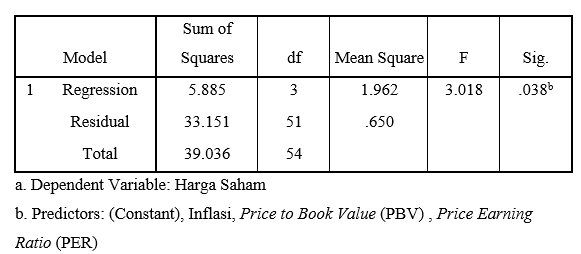 Sum of
Model Squares df Mean Square F Sig.
1 Regression 5.885 3 1.962 3.018 .038b
Residual 33.151 51 .650
Total 39.036 54
a. Dependent Variable: Harga Saham
b. Predictors: (Constant), Inflasi, Price to Book Value (PBV) , Price Earning
Ratio (PER)